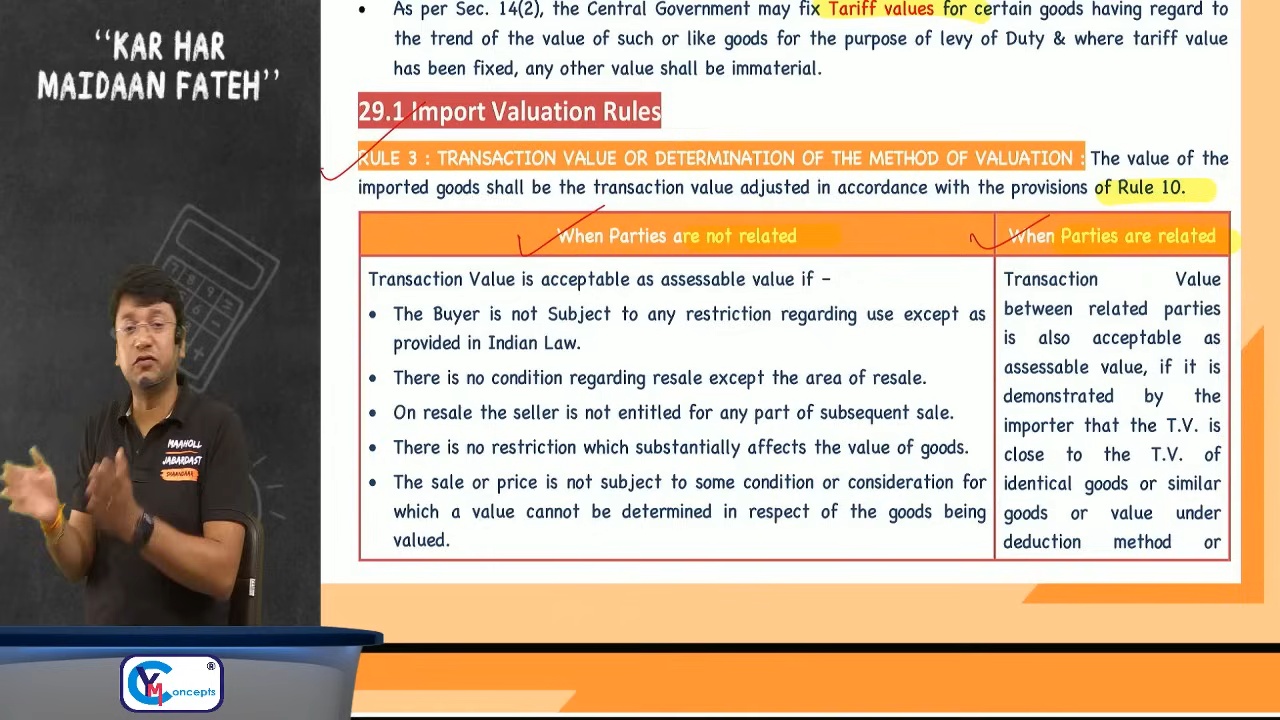 "KAR HAR
MAIDAAN FATEH"
• As per Sec. 14(2), the Central Government may fix Tariff values for certain goods having regard to
the trend of the value of such or like goods for the purpose of levy of Duty & where tariff value
has been fixed, any other value shall be immaterial.
29.1 Import Valuation Rules
RULE 3 : TRANSACTION VALUE OR DETERMINATION OF THE METHOD OF VALUATION : The value of the
imported goods shall be the transaction value adjusted in accordance with the provisions of Rule 10.
When Parties are not related
Transaction Value is acceptable as assessable value if –
• The Buyer is not Subject to any restriction regarding use except as
provided in Indian Law.
• There is no condition regarding resale except the area of resale.
• On resale the seller is not entitled for any part of subsequent sale.
• There is no restriction which substantially affects the value of goods.
• The sale or price is not subject to some condition or consideration for
which a value cannot be determined in respect of the goods being
valued.
When Parties are related
Transaction Value
between related parties
is also acceptable as
assessable value, if it is
demonstrated by the
importer that the T.V. is
close to the T.V. of
identical goods or similar
goods or value under
deduction method or
MAAHOLL
JABARDAST
SHAANDAAR
CYM oncepts ®